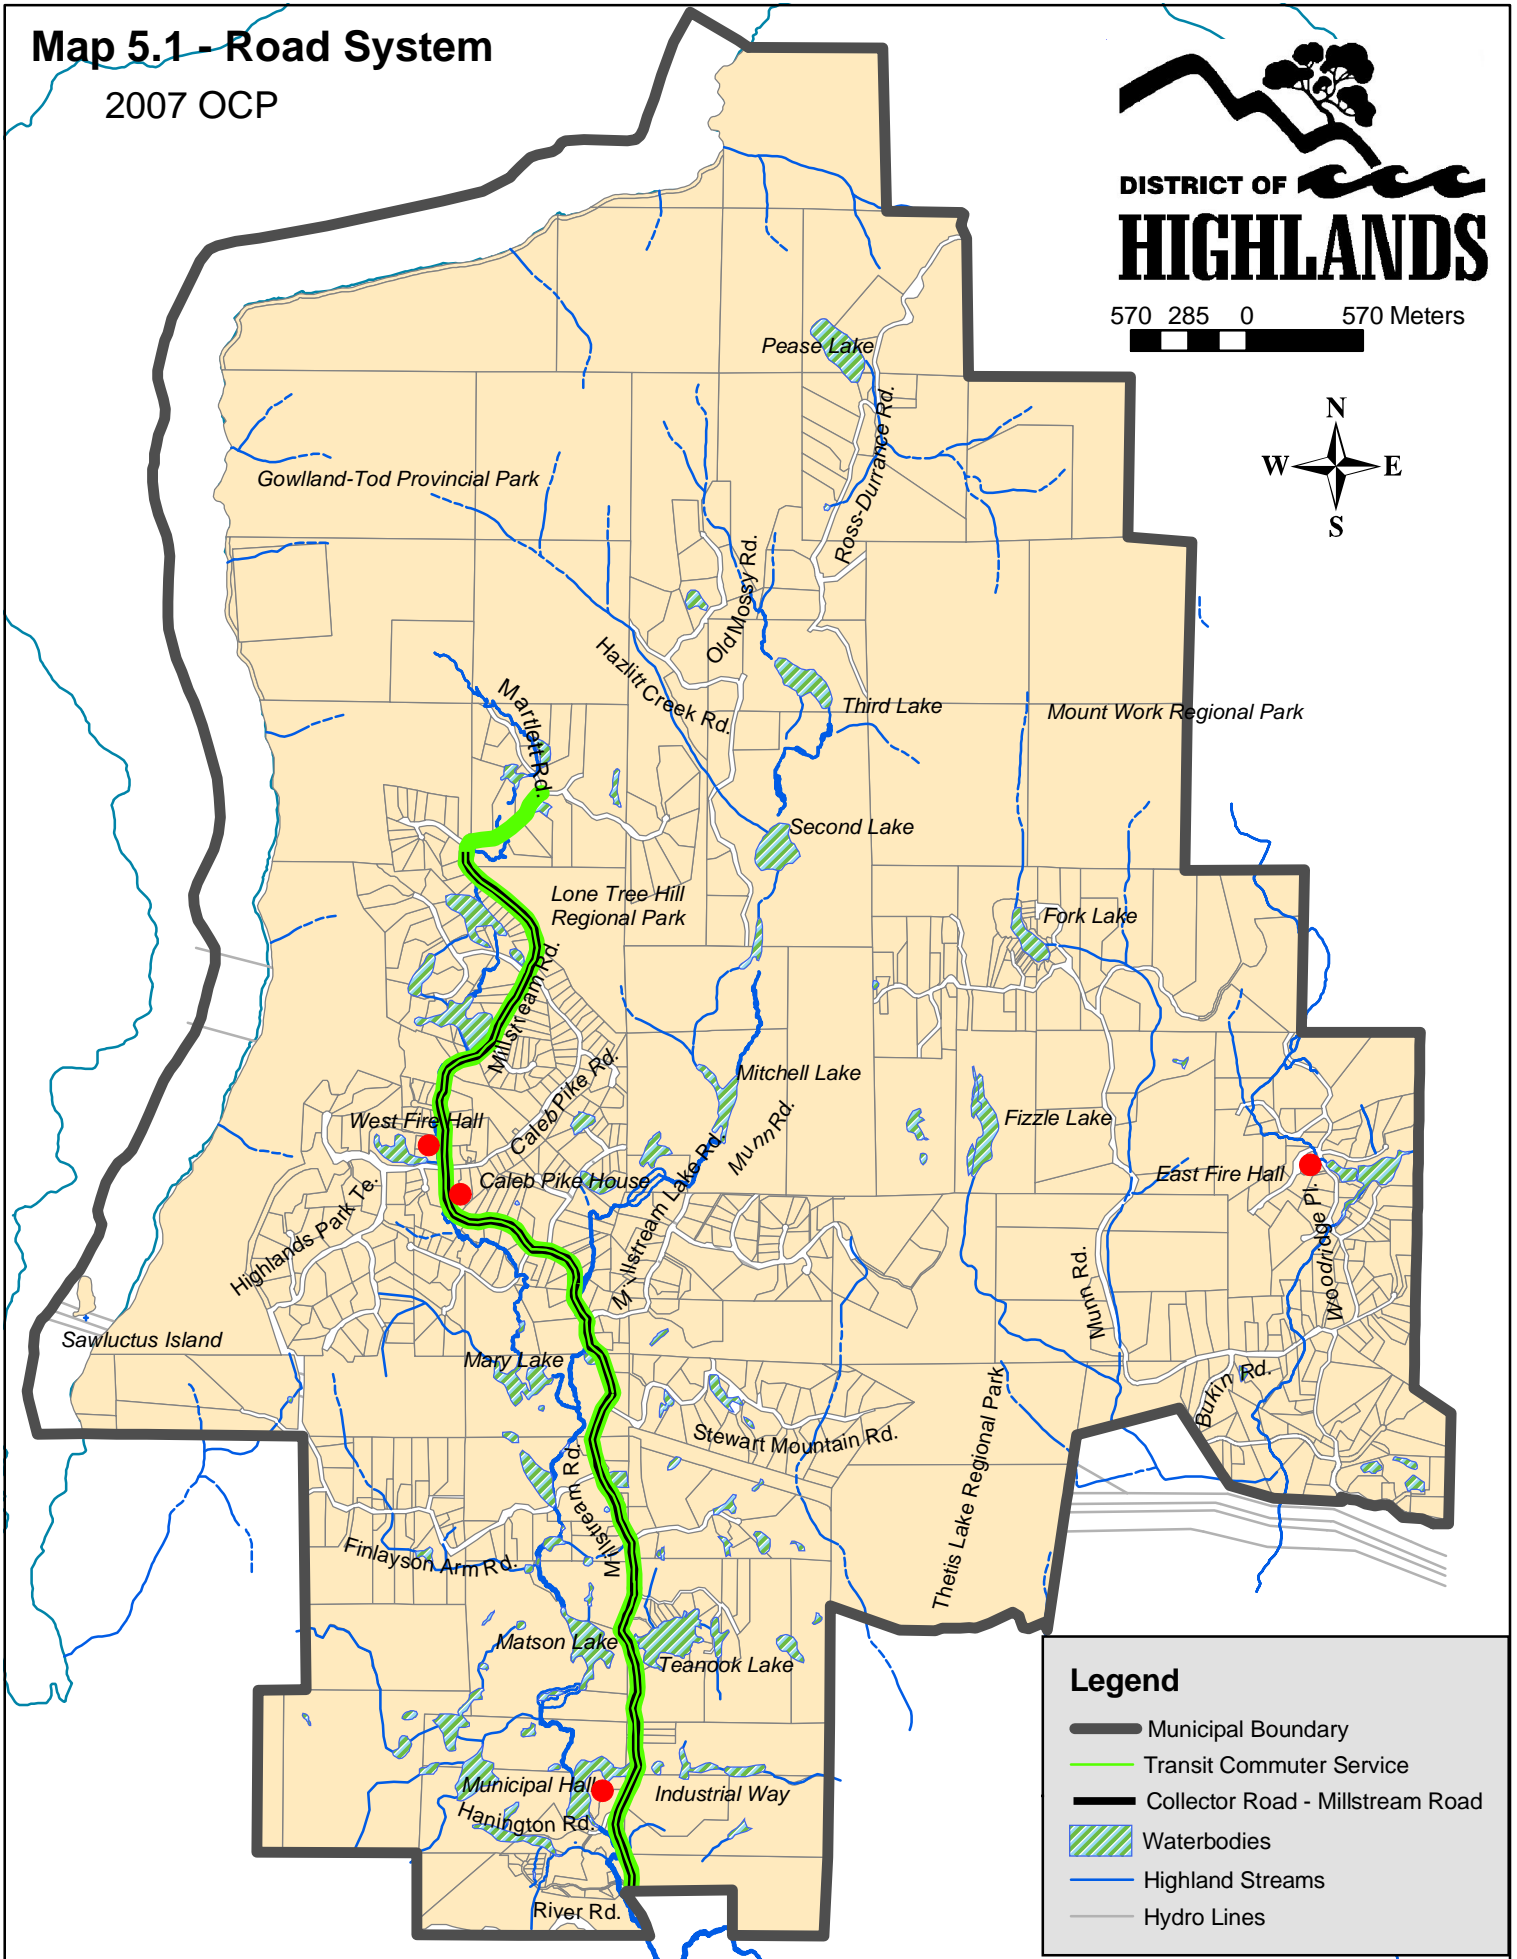 Map 5.1 - Road System
2007 OCP
DISTRICT OF
HIGHLANDS
570 285 0 570 Meters
N
W E
S
Pease Lake
Ross-Durrance Rd.
Gowlland-Tod Provincial Park
Old Mossy Rd.
Hazlitt Creek Rd.
Martlett Rd.
Third Lake
Mount Work Regional Park
Second Lake
Lone Tree Hill
Regional Park
Fork Lake
Millstream Rd.
Caleb Pike Rd.
Mitchell Lake
Munn Rd.
Fizzle Lake
West Fire Hall
Caleb Pike House
Millstream Lake Rd.
East Fire Hall
Woodridge Pl.
Highlands Park Te.
Munn Rd.
Sawluctus Island
Mary Lake
Bukin Rd.
Stewart Mountain Rd.
Thetis Lake Regional Park
Millstream Rd.
Finlayson Arm Rd.
Matson Lake
Teanook Lake
Municipal Hall
Industrial Way
Hanington Rd.
River Rd.
Legend
Municipal Boundary
Transit Commuter Service
Collector Road - Millstream Road
Waterbodies
Highland Streams
Hydro Lines